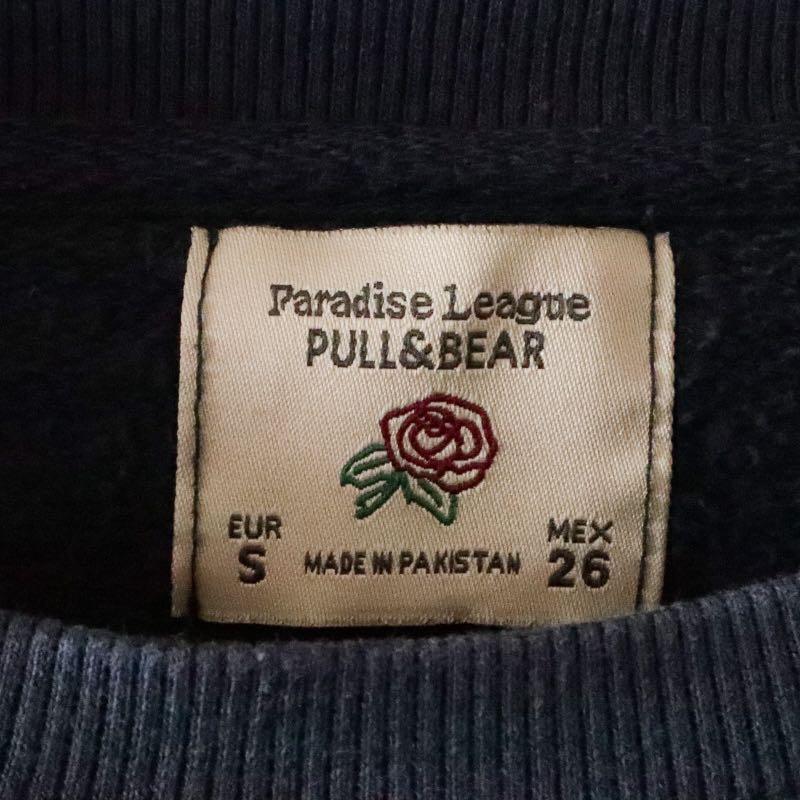 Paradise League
PULL&BEAR
EUR
S
MADE IN PAKISTAN
MEX
26